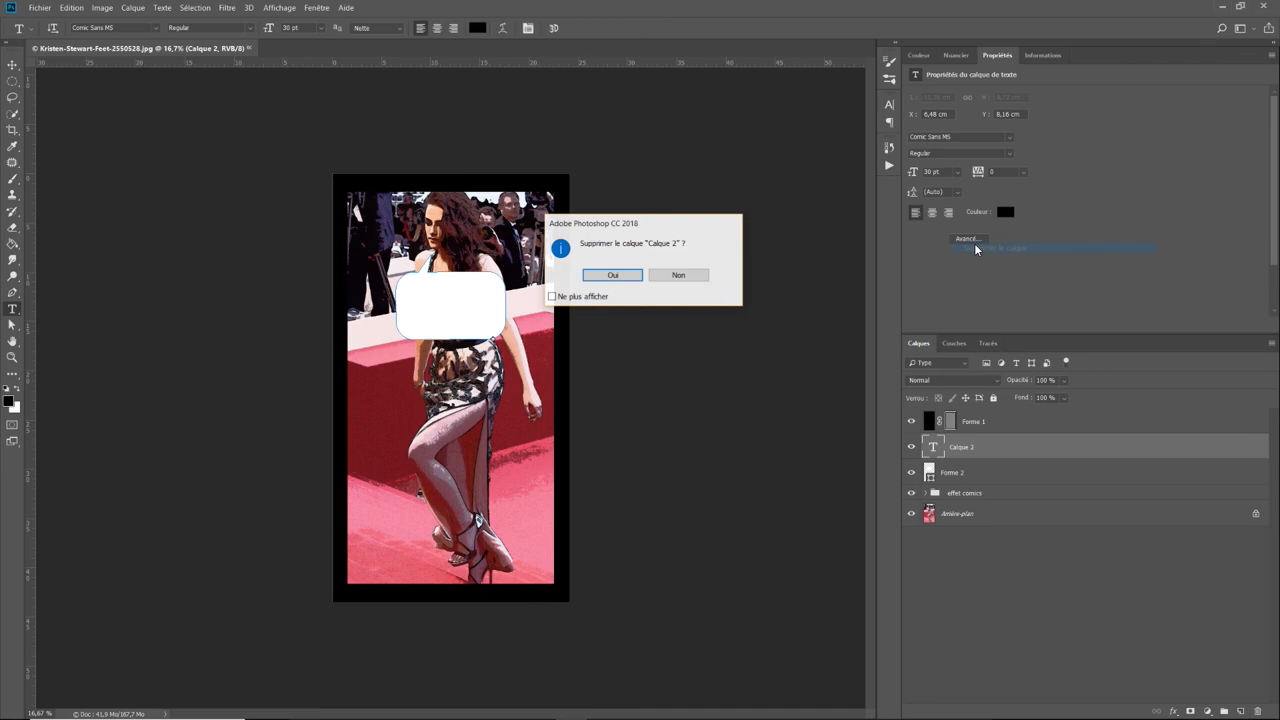 Fichier Edition Image Calque Texte Sélection Filtre 3D Affichage Fenêtre Aide
Comic Sans MS Regular 30 pt Nette 3D
© Kristen-Stewart-Feet-2550528.jpg @ 16,7% (Calque 2, RVB/8) *
Couleur Nuancier Propriétés Informations
Propriétés du calque de texte
X : 6,48 cm Y : 8,16 cm
Comic Sans MS
Regular
30 pt 0
(Auto)
Couleur :
Avancé...
Supprimer le calque
Adobe Photoshop CC 2018
Supprimer le calque "Calque 2" ?
Oui Non
Ne plus afficher
Calques Couches Tracés
Type
Normal Opacité : 100 %
Verrou : Fond : 100 %
Forme 1
Calque 2
Forme 2
effet comics
Arrière-plan
16,67 % © Doc : 41,9 Mo/167,7 Mo